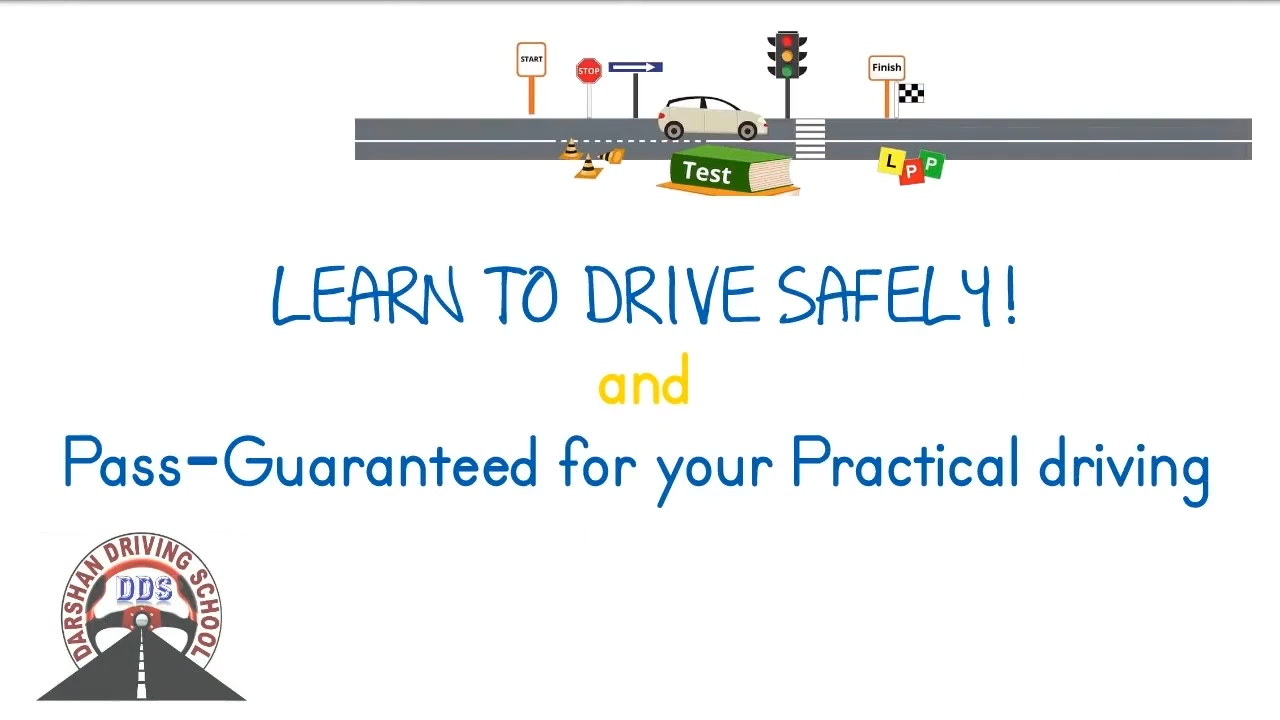 START
STOP
Finish
Test
L
P
P
LEARN TO DRIVE SAFELY!
and
Pass-Guaranteed for your Practical driving
DARSHAN DRIVING SCHOOL
DDS